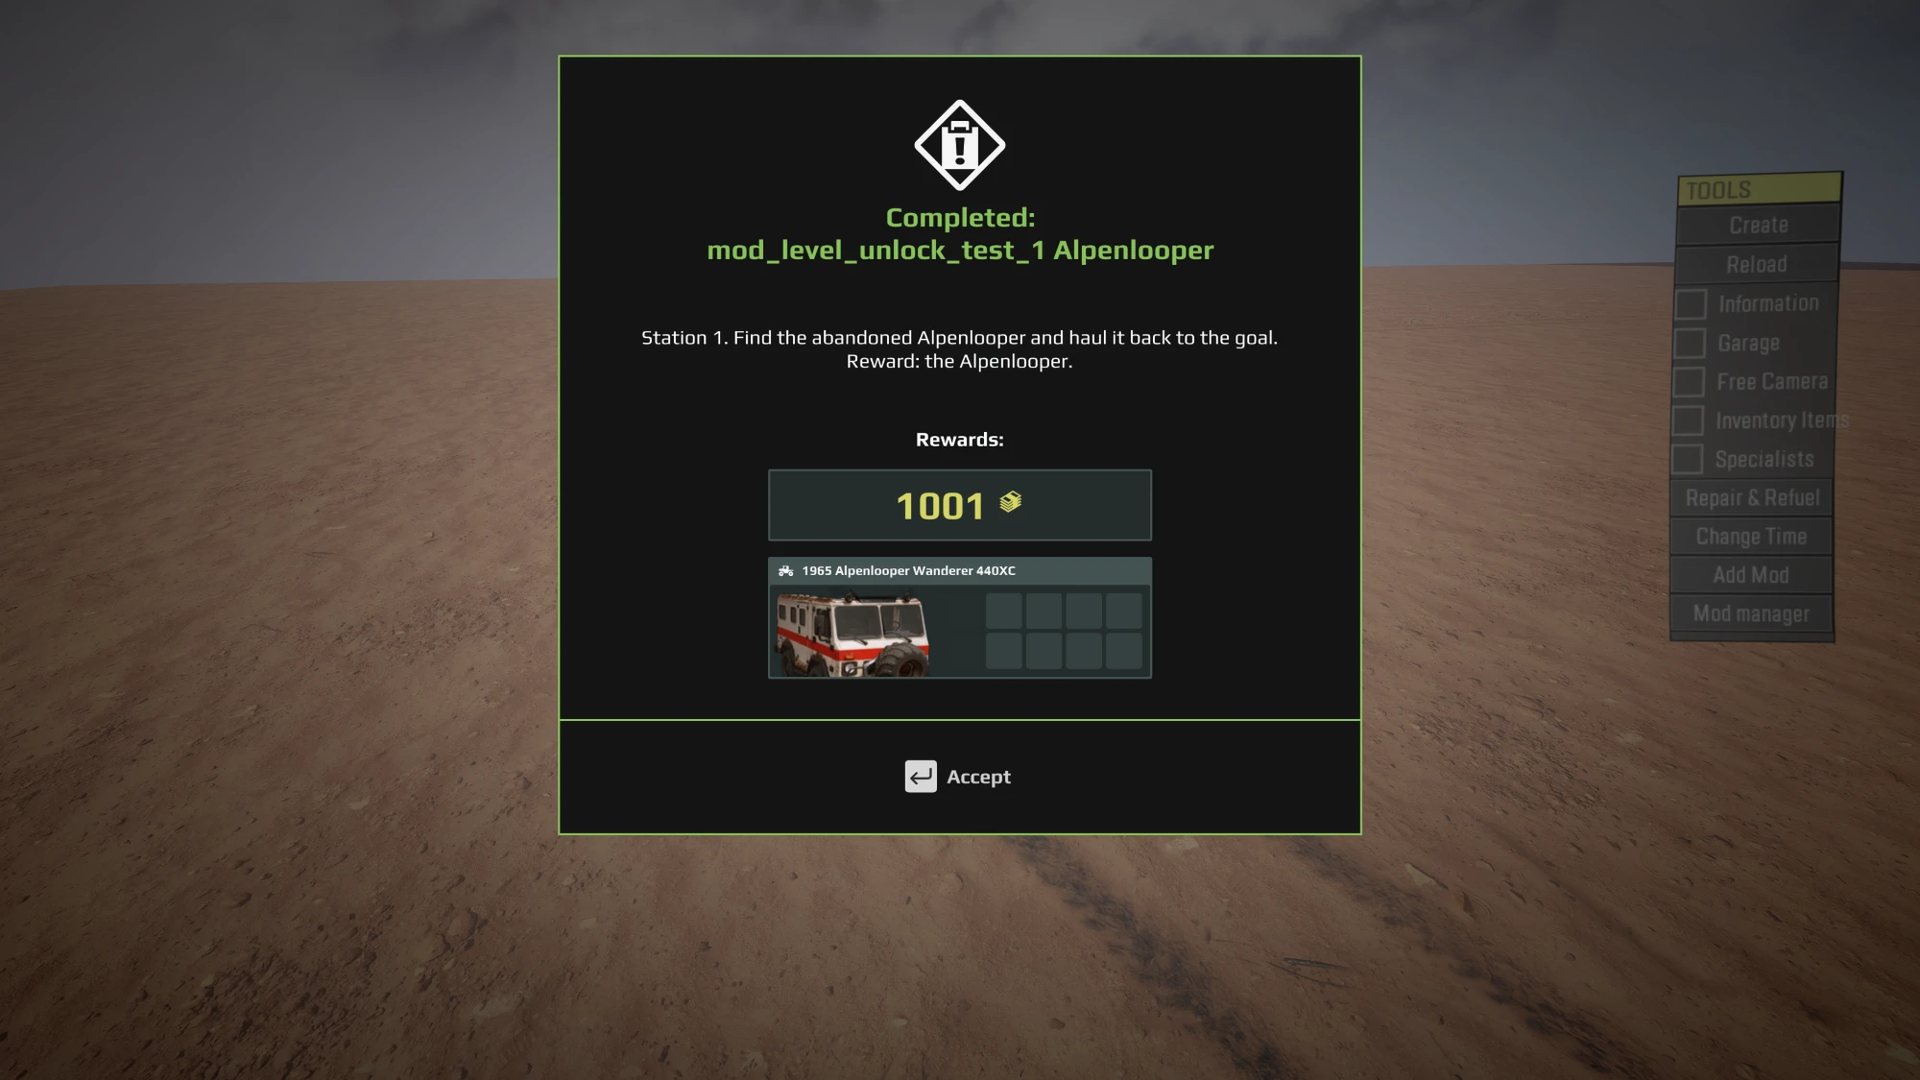 Completed:
mod_level_unlock_test_1 Alpenlooper
Station 1. Find the abandoned Alpenlooper and haul it back to the goal.
Reward: the Alpenlooper.
Rewards:
1001
1965 Alpenlooper Wanderer 440XC
Accept
TOOLS
Create
Reload
Information
Garage
Free Camera
Inventory Items
Specialists
Repair & Refuel
Change Time
Add Mod
Mod manager